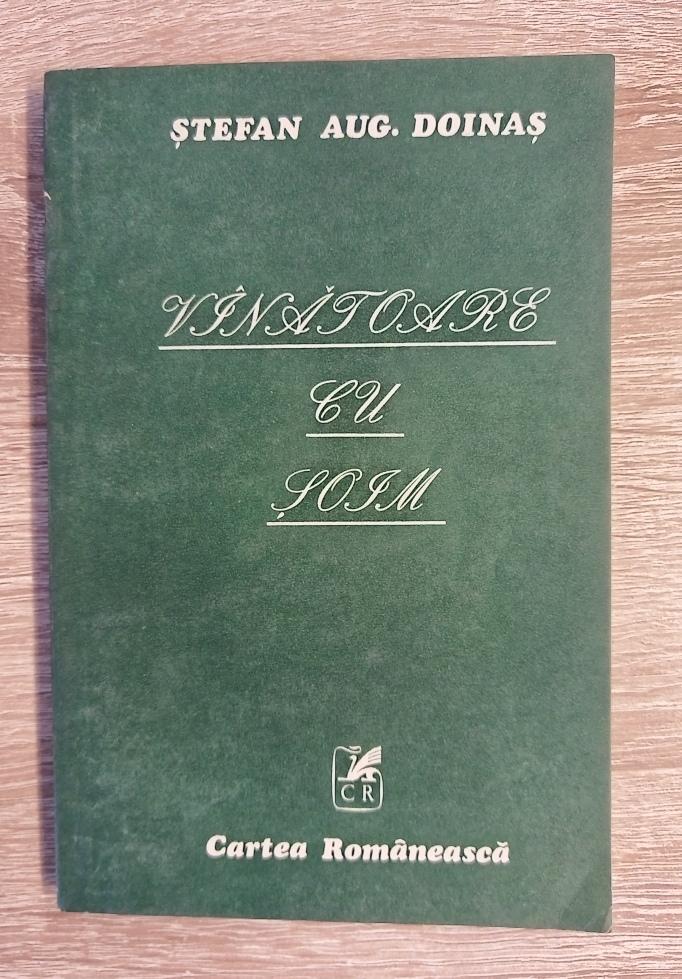 ȘTEFAN AUG. DOINAȘ
VÎNĂTOARE
CU
ȘOIM
CR
Cartea Românească